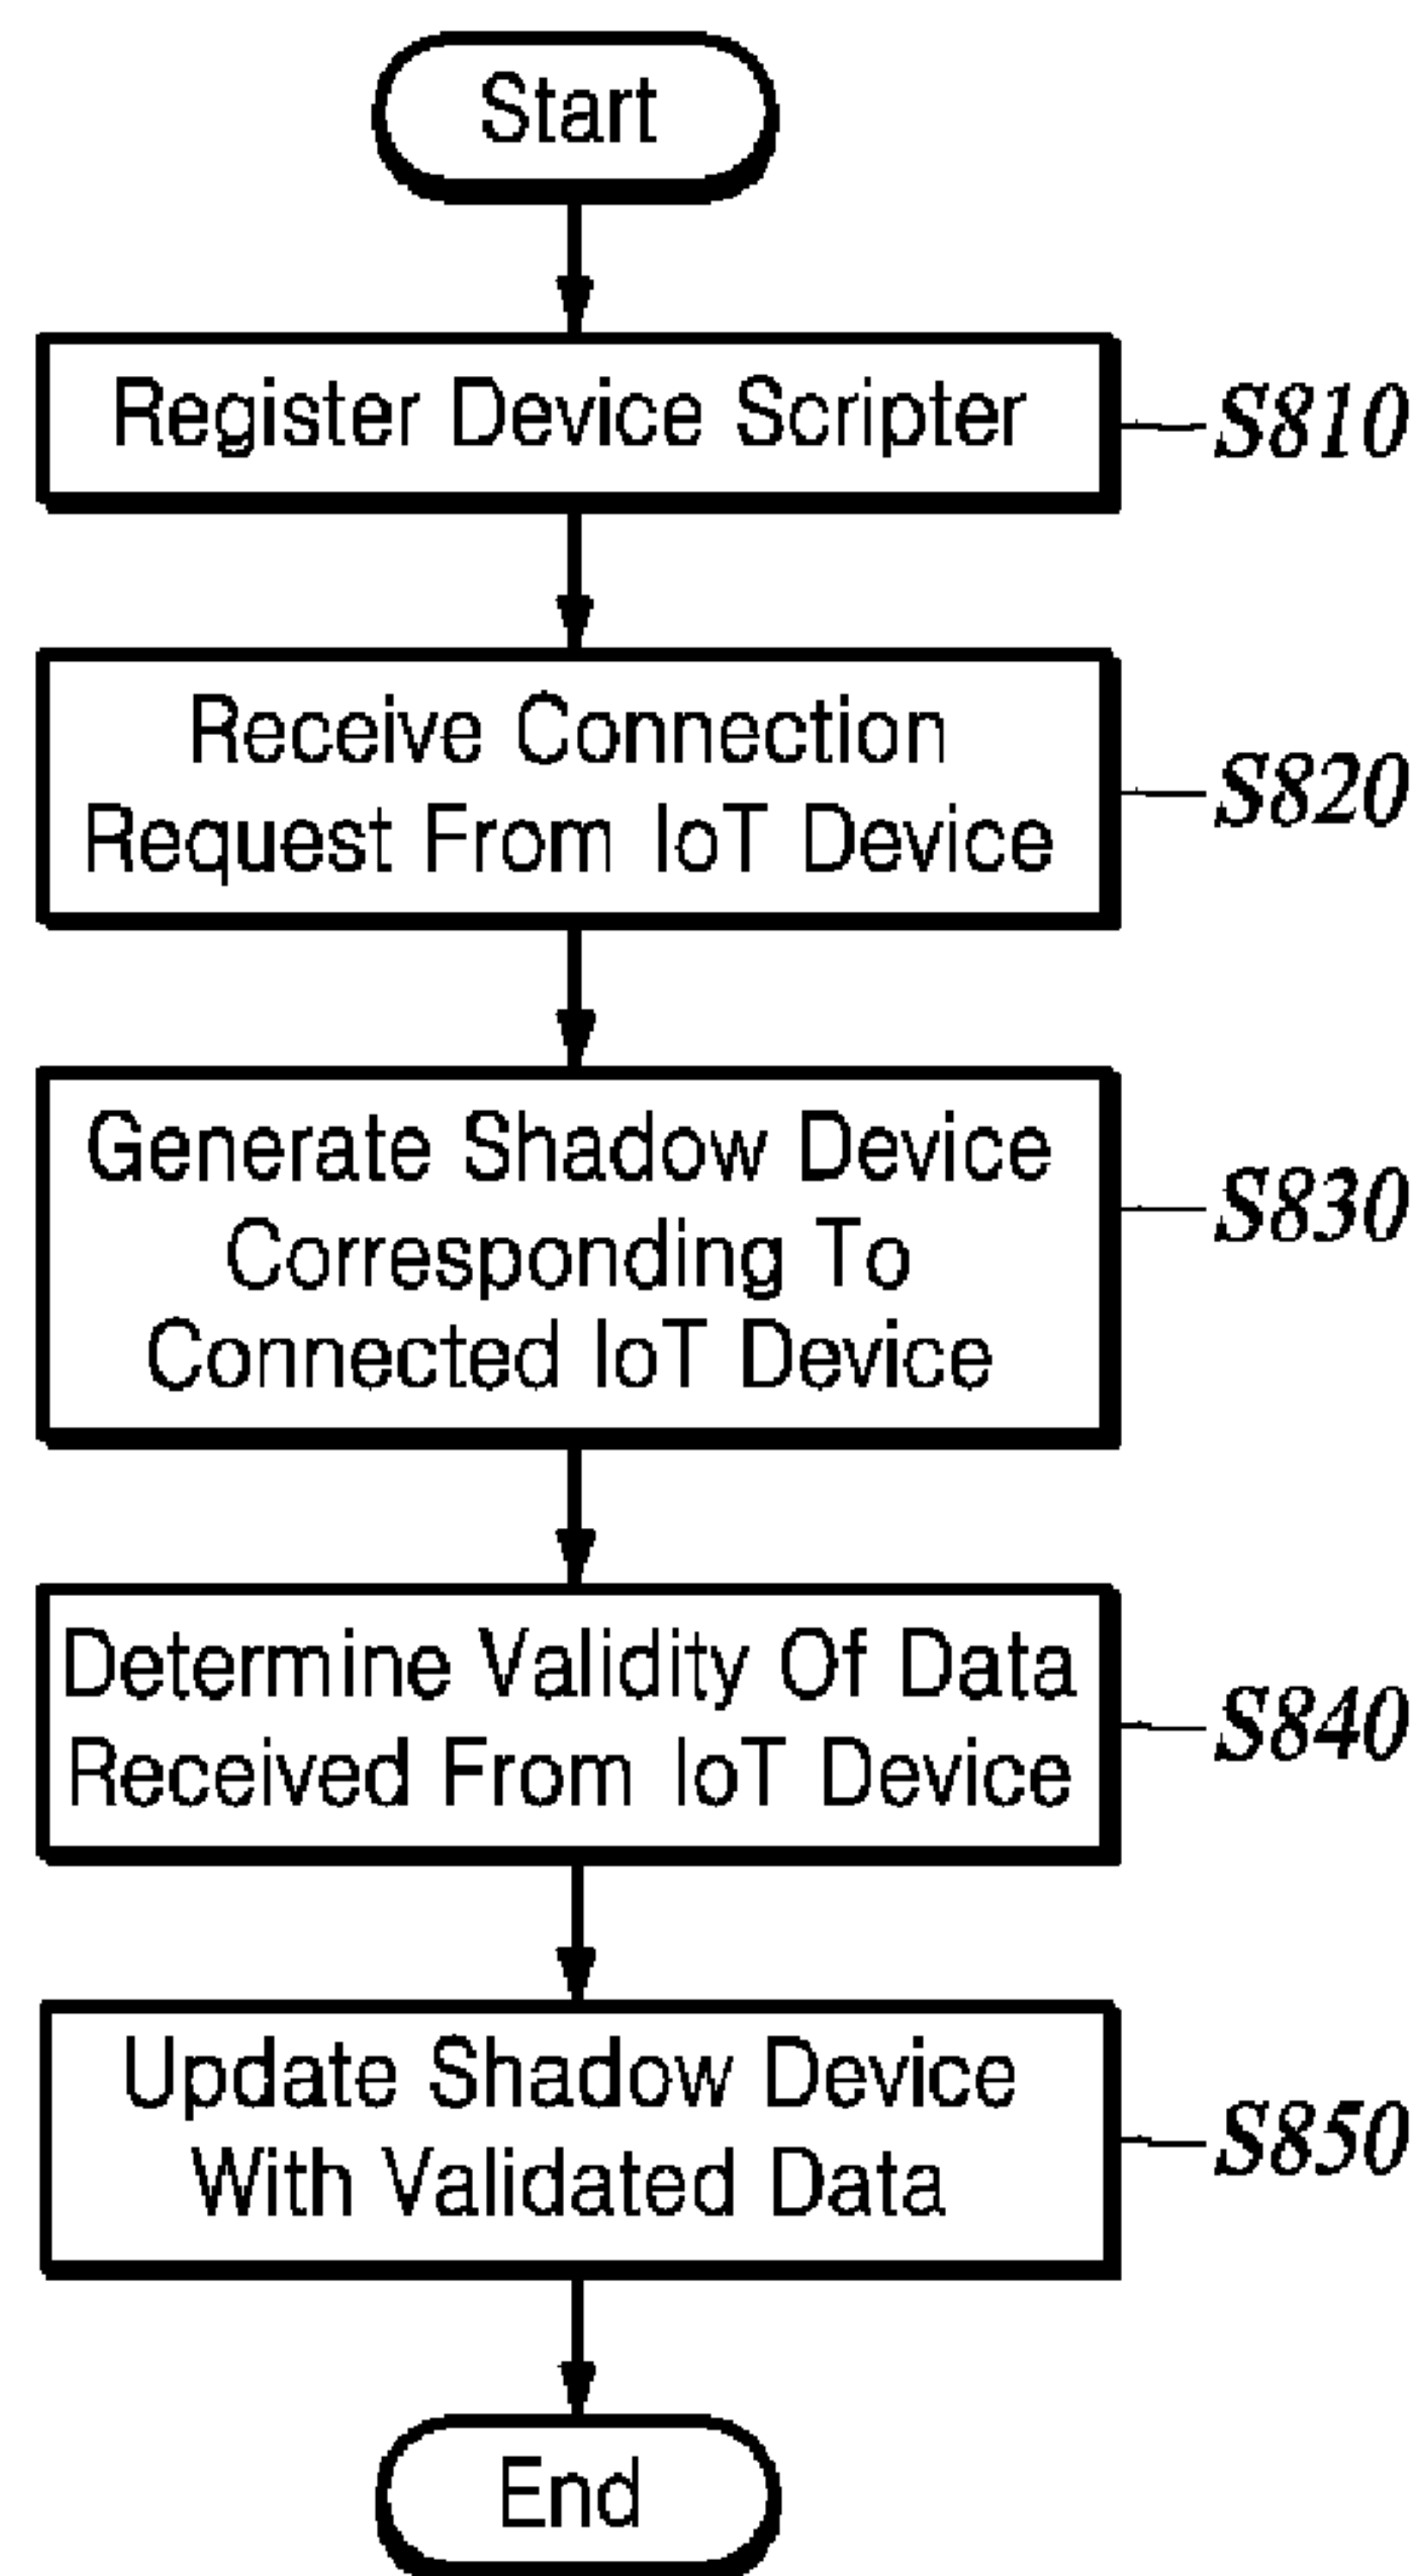 Start
Register Device Scripter
S810
Receive Connection
Request From IoT Device
S820
Generate Shadow Device
Corresponding To
Connected IoT Device
S830
Determine Validity Of Data
Received From IoT Device
S840
Update Shadow Device
With Validated Data
S850
End